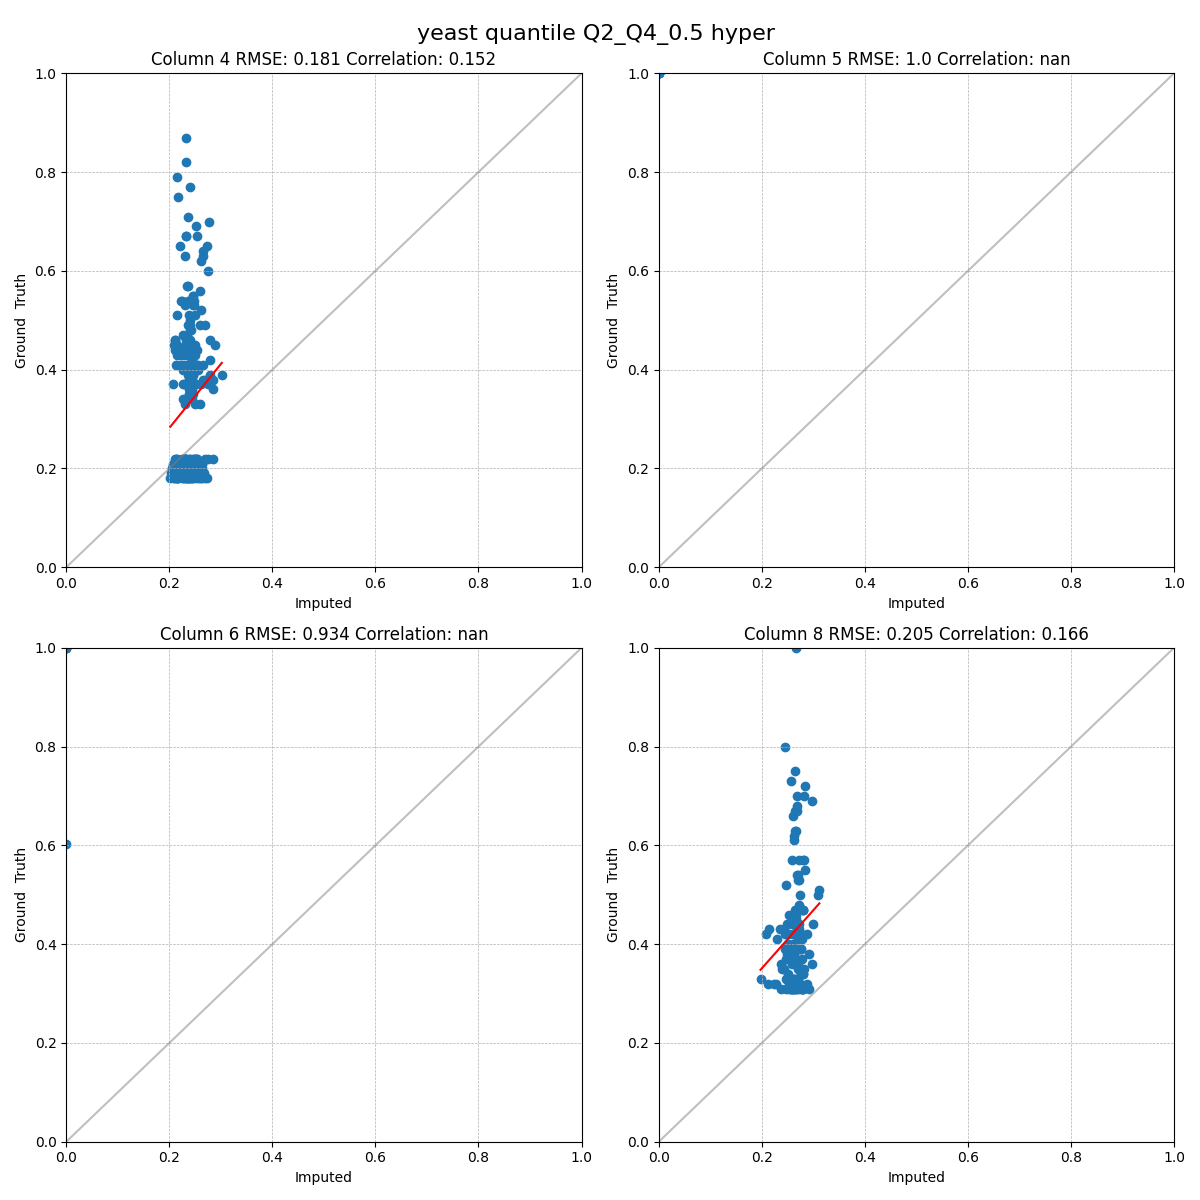 yeast quantile Q2_Q4_0.5 hyper
Column 4 RMSE: 0.181 Correlation: 0.152
1.0
0.8
0.6
0.4
0.2
0.0
Ground Truth
0.0 0.2 0.4 0.6 0.8 1.0
Imputed
Column 5 RMSE: 1.0 Correlation: nan
1.0
0.8
0.6
0.4
0.2
0.0
Ground Truth
0.0 0.2 0.4 0.6 0.8 1.0
Imputed
Column 6 RMSE: 0.934 Correlation: nan
1.0
0.8
0.6
0.4
0.2
0.0
Ground Truth
0.0 0.2 0.4 0.6 0.8 1.0
Imputed
Column 8 RMSE: 0.205 Correlation: 0.166
1.0
0.8
0.6
0.4
0.2
0.0
Ground Truth
0.0 0.2 0.4 0.6 0.8 1.0
Imputed